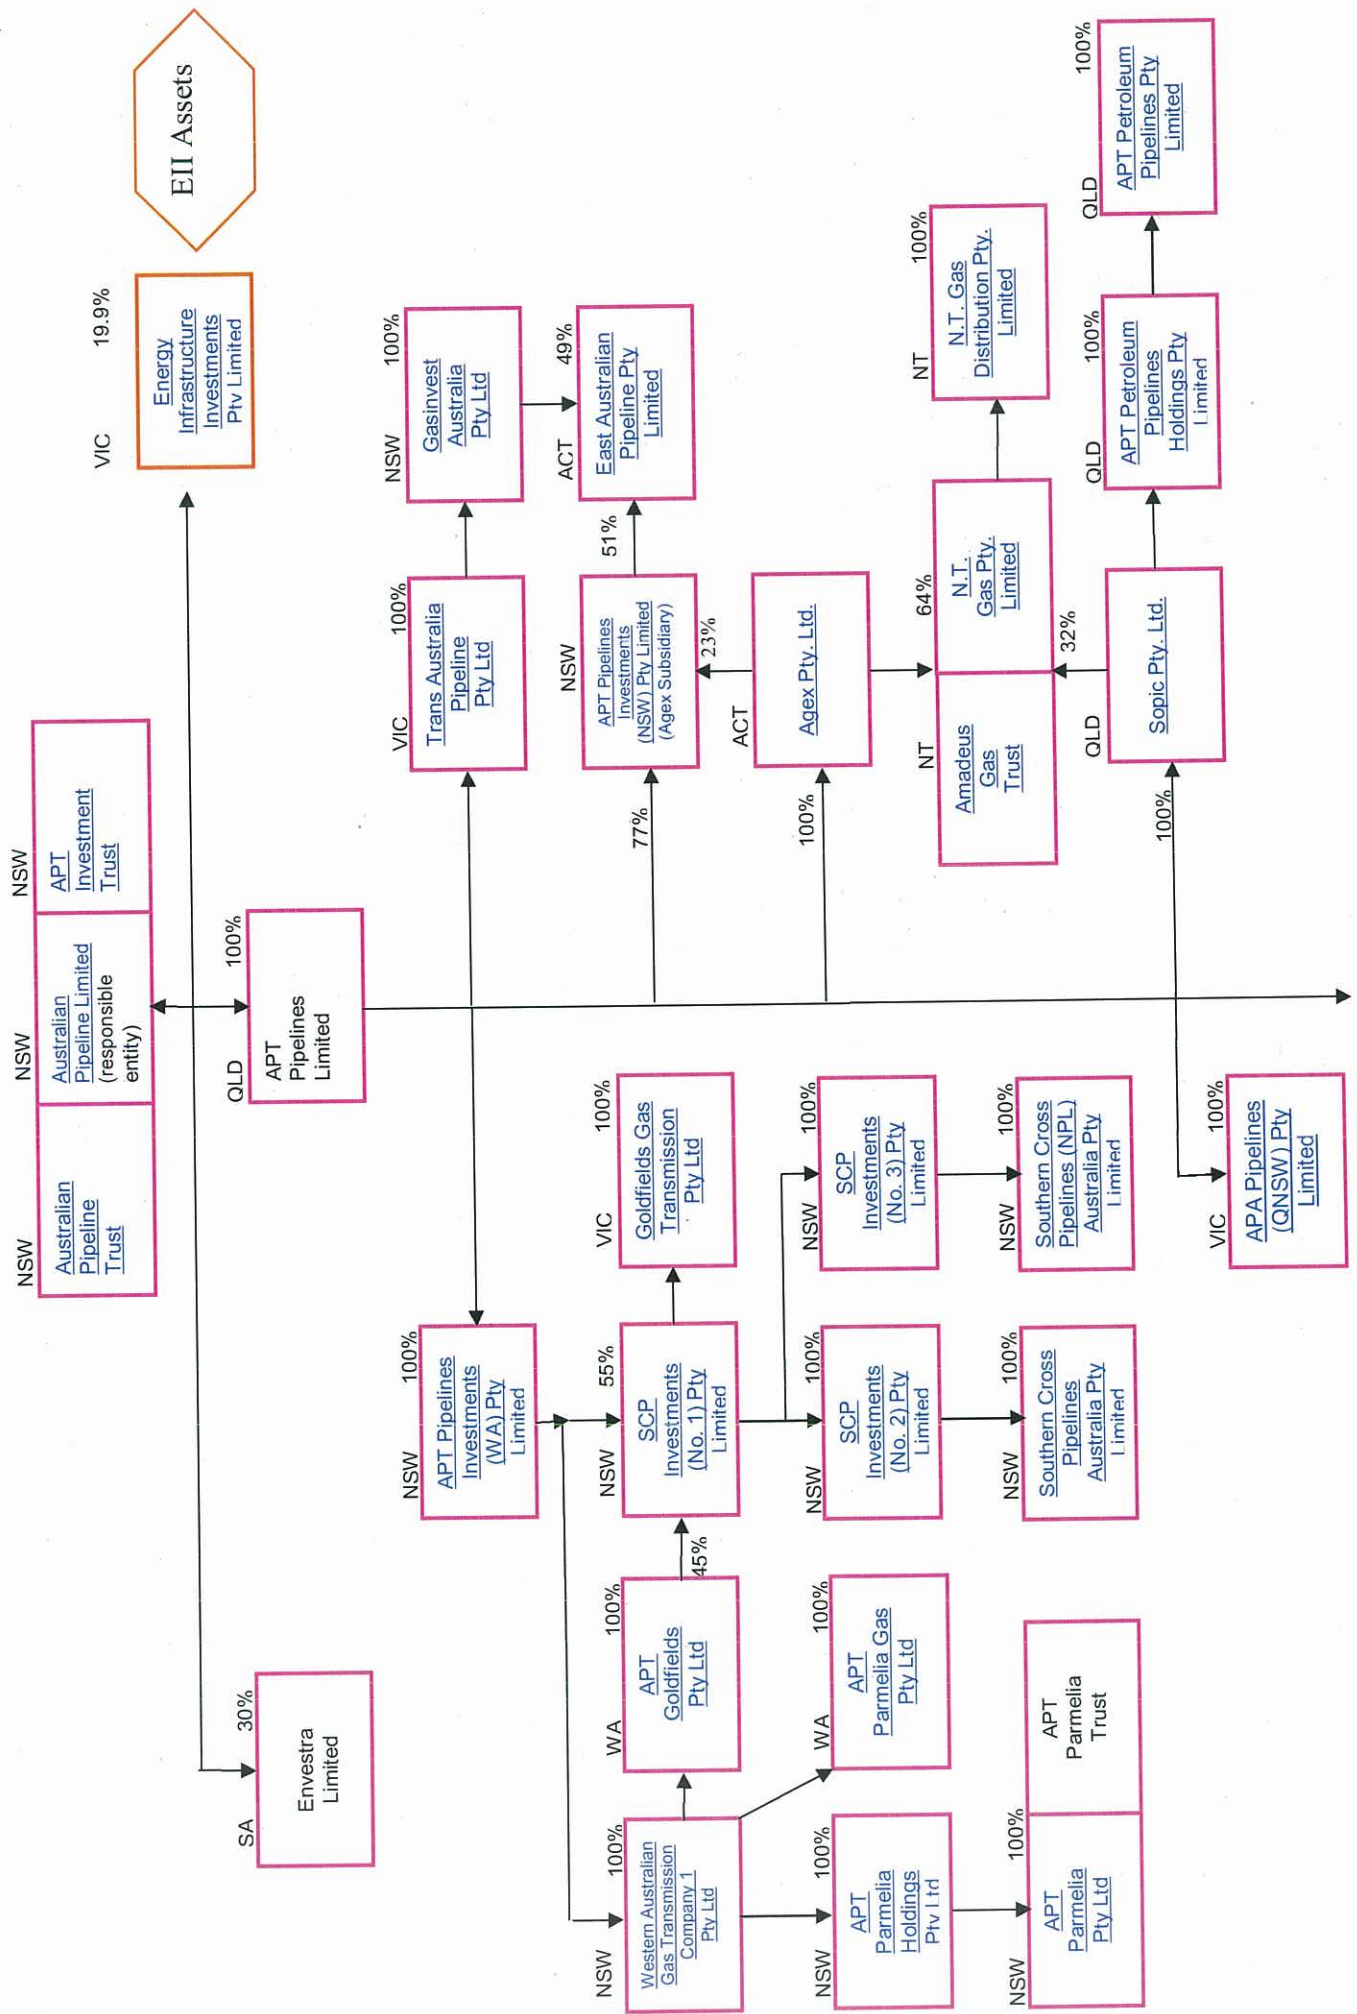 NSW
Australian
Pipeline
Trust
NSW
Australian
Pipeline Limited
(responsible
entity)
NSW
APT
Investment
Trust
SA
30%
Envestra
Limited
QLD
100%
APT
Pipelines
Limited
VIC
19.9%
Energy
Infrastructure
Investments
Pty Limited
EII Assets
NSW
100%
APT Pipelines
Investments
(WA) Pty
Limited
VIC
100%
Trans Australia
Pipeline
Pty Ltd
NSW
100%
Gasinvest
Australia
Pty Ltd
NSW
100%
Western Australian
Gas Transmission
Company 1
Pty Ltd
WA
100%
APT
Goldfields
Pty Ltd
45%
NSW
55%
SCP
Investments
(No. 1) Pty
Limited
VIC
100%
Goldfields Gas
Transmission
Pty Ltd
77%
NSW
APT Pipelines
Investments
(NSW) Pty Limited
(Agex Subsidiary)
51%
23%
ACT
49%
East Australian
Pipeline Pty
Limited
NSW
100%
APT
Parmelia
Holdings
Pty Ltd
WA
100%
APT
Parmelia Gas
Pty Ltd
NSW
100%
SCP
Investments
(No. 2) Pty
Limited
NSW
100%
SCP
Investments
(No. 3) Pty
Limited
100%
ACT
Agex Pty. Ltd.
NSW
100%
APT
Parmelia
Pty Ltd
APT
Parmelia
Trust
NSW
100%
Southern Cross
Pipelines
Australia Pty
Limited
NSW
100%
Southern Cross
Pipelines (NPL)
Australia Pty
Limited
NT
Amadeus
Gas
Trust
64%
N.T.
Gas Pty.
Limited
32%
NT
100%
N.T. Gas
Distribution Pty.
Limited
VIC
100%
APA Pipelines
(QNSW) Pty
Limited
100%
QLD
Sopic Pty. Ltd.
QLD
100%
APT Petroleum
Pipelines
Holdings Pty
Limited
QLD
100%
APT Petroleum
Pipelines Pty
Limited